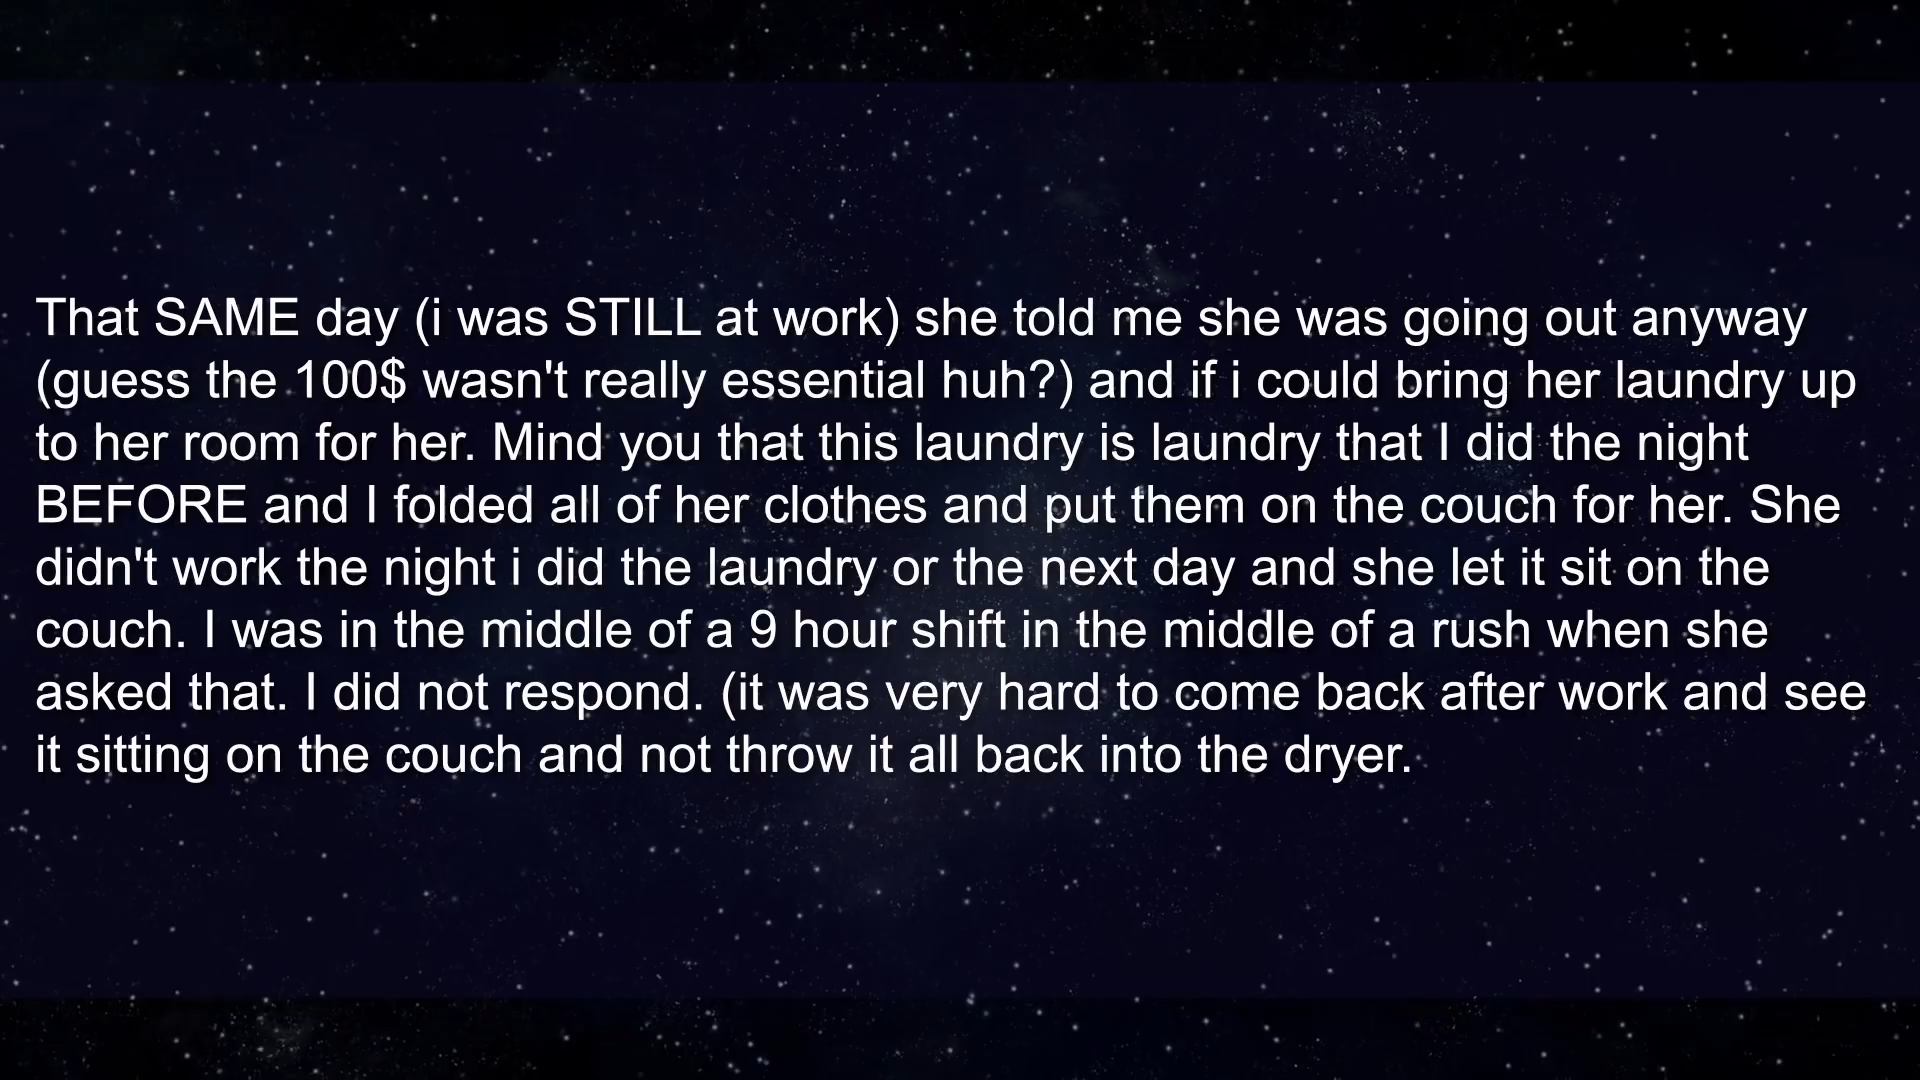 That SAME day (i was STILL at work) she told me she was going out anyway
(guess the 100$ wasn't really essential huh?) and if i could bring her laundry up
to her room for her. Mind you that this laundry is laundry that I did the night
BEFORE and I folded all of her clothes and put them on the couch for her. She
didn't work the night i did the laundry or the next day and she let it sit on the
couch. I was in the middle of a 9 hour shift in the middle of a rush when she
asked that. I did not respond. (it was very hard to come back after work and see
it sitting on the couch and not throw it all back into the dryer.